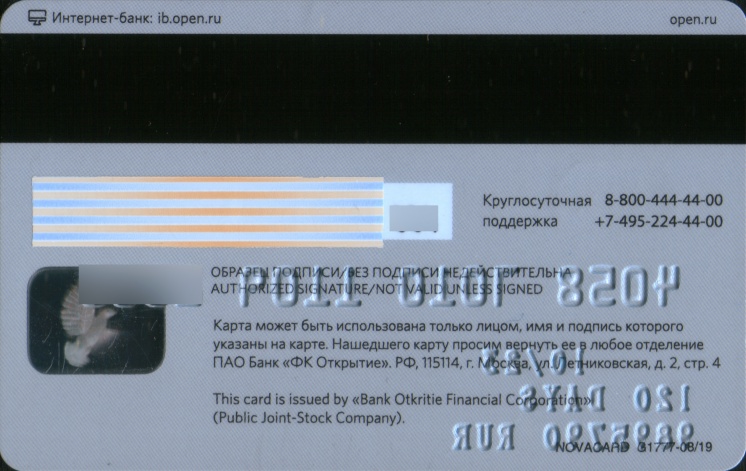 Интернет-банк: ib.open.ru
open.ru
Круглосуточная 8-800-444-44-00
поддержка +7-495-224-44-00
ОБРАЗЕЦ ПОДПИСИ/БЕЗ ПОДПИСИ НЕДЕЙСТВИТЕЛЬНА
AUTHORIZED SIGNATURE/NOT VALID UNLESS SIGNED
Карта может быть использована только лицом, имя и подпись которого
указаны на карте. Нашедшего карту просим вернуть ее в любое отделение
ПАО Банк «ФК Открытие». РФ, 115114, г. Москва, ул. Летниковская, д. 2, стр. 4
This card is issued by «Bank Otkritie Financial Corporation»
(Public Joint-Stock Company).
120 DAYS
RUR
NOVACARD 31777-08/19